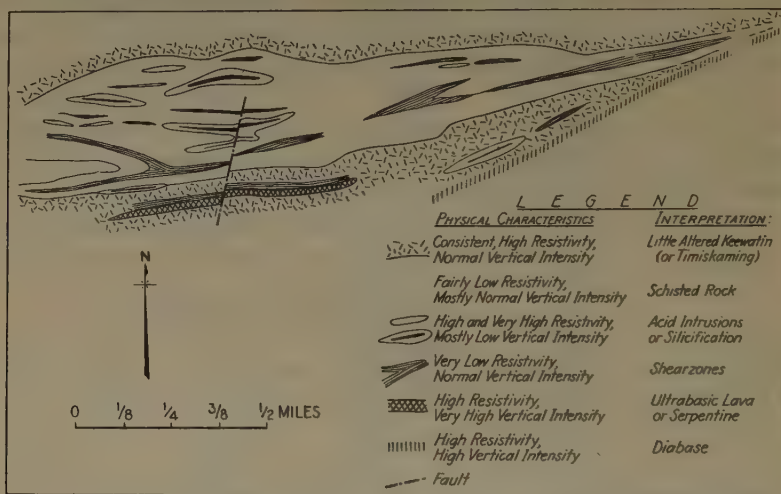 LEGEND
PHYSICAL CHARACTERISTICS INTERPRETATION:
Consistent, High Resistivity, Little Altered Keewatin
Normal Vertical Intensity (or Timiskaming)
Fairly Low Resistivity,
Mostly Normal Vertical Intensity Schisted Rock
High and Very High Resistivity, Acid Intrusions
Mostly Low Vertical Intensity or Silicification
Very Low Resistivity,
Normal Vertical Intensity Shearzones
High Resistivity, Ultrabasic Lava
Very High Vertical Intensity or Serpentine
High Resistivity,
High Vertical Intensity Diabase
Fault
N
0 1/8 1/4 3/8 1/2 MILES